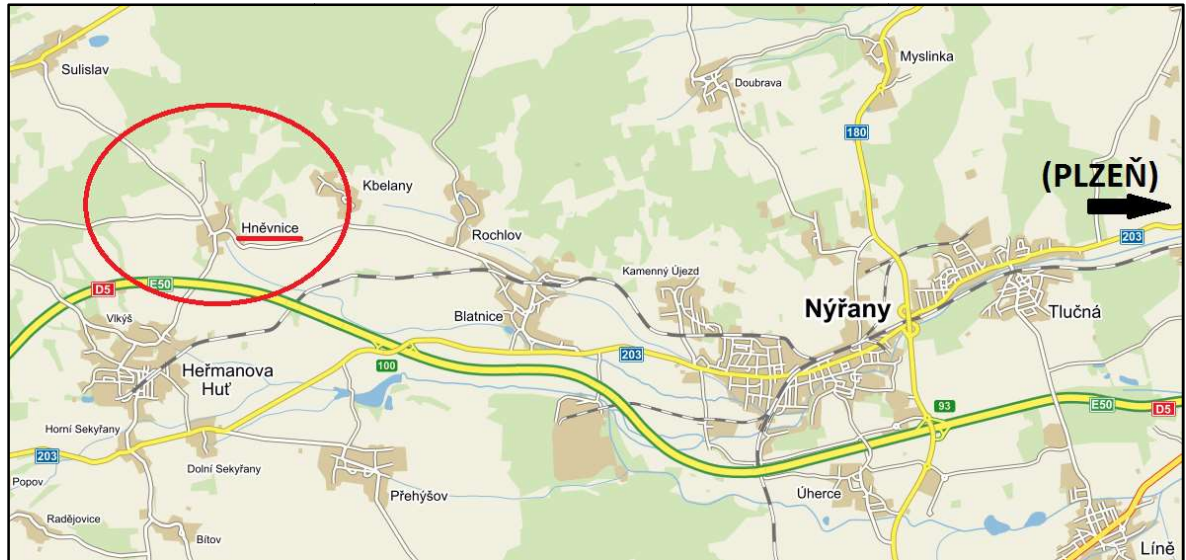 Sulislav
Myslinka
Doubrava
180
Kbelany
(PLZEŇ)
Hněvnice
Rochlov
203
Kamenný Újezd
D5
E50
Vlkýš
Blatnice
Nýřany
Tlučná
203
Heřmanova
Huť
100
93
E50
D5
Horní Sekyřany
203
Dolní Sekyřany
Popov
Přehýšov
Úherce
Radějovice
Bítov
Líně